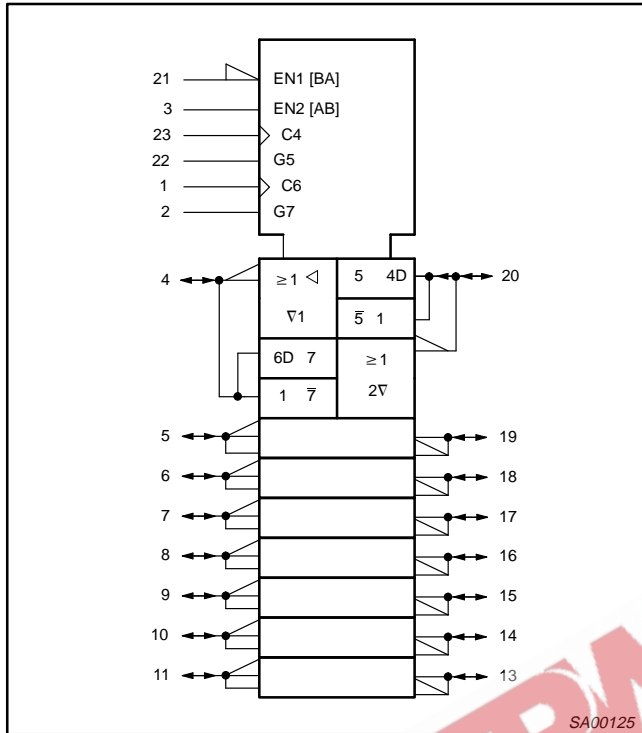 21 EN1 [BA]
3 EN2 [AB]
23 C4
22 G5
1 C6
2 G7
4 ≥1 ◁ 5 4D 20
∇1 5̅ 1
6D 7 ≥1
1 7̅ 2∇
5 19
6 18
7 17
8 16
9 15
10 14
11 13
SA00125